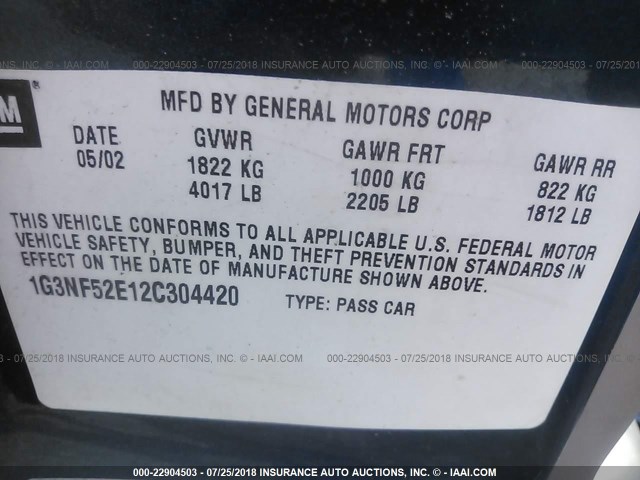 000-22904503 - 07/25/2018 INSURANCE AUTO AUCTIONS, INC. © - IAAI.COM
000-22904503 - 07/25/2018 INSURANCE AUTO AUCTIONS, INC. © - IAAI.COM
GM ®
MFD BY GENERAL MOTORS CORP
DATE GVWR GAWR FRT GAWR RR
05/02 1822 KG 1000 KG 822 KG
4017 LB 2205 LB 1812 LB
THIS VEHICLE CONFORMS TO ALL APPLICABLE U.S. FEDERAL MOTOR
VEHICLE SAFETY, BUMPER, AND THEFT PREVENTION STANDARDS IN
EFFECT ON THE DATE OF MANUFACTURE SHOWN ABOVE.
1G3NF52E12C304420 TYPE: PASS CAR
AUTO AUCTIONS, INC. © - IAAI.COM
000-22904503 - 07/25/2018 INSURANCE AUTO AUCTIONS, INC. © - IAAI.COM
000-22904503 - 07/25/2018 INSURANCE AUTO AUCTIONS, INC. © - IAAI.COM